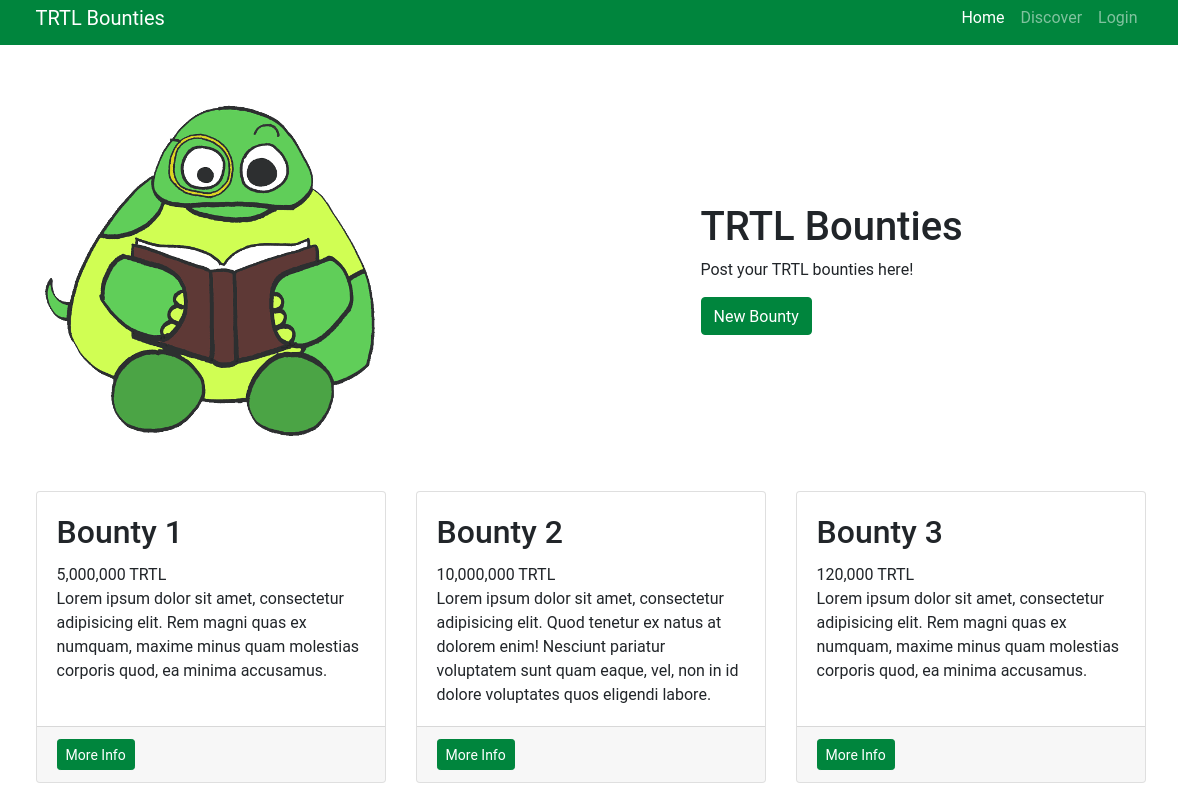 TRTL Bounties
Home Discover Login
TRTL Bounties
Post your TRTL bounties here!
New Bounty
Bounty 1
5,000,000 TRTL
Lorem ipsum dolor sit amet, consectetur
adipisicing elit. Rem magni quas ex
numquam, maxime minus quam molestias
corporis quod, ea minima accusamus.
More Info
Bounty 2
10,000,000 TRTL
Lorem ipsum dolor sit amet, consectetur
adipisicing elit. Quod tenetur ex natus at
dolorem enim! Nesciunt pariatur
voluptatem sunt quam eaque, vel, non in id
dolore voluptates quos eligendi labore.
More Info
Bounty 3
120,000 TRTL
Lorem ipsum dolor sit amet, consectetur
adipisicing elit. Rem magni quas ex
numquam, maxime minus quam molestias
corporis quod, ea minima accusamus.
More Info